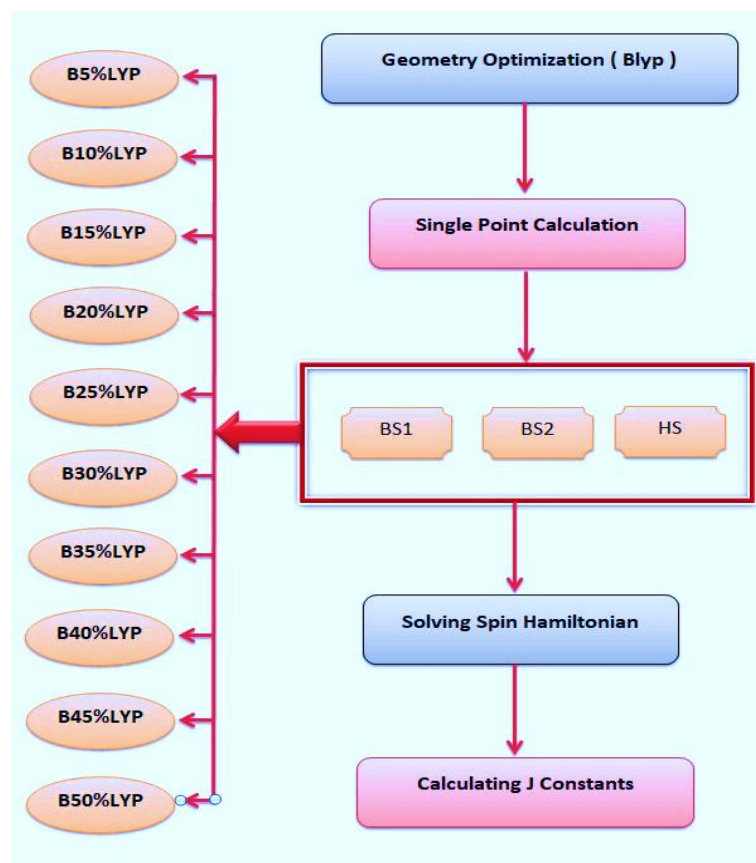 B5%LYP
B10%LYP
B15%LYP
B20%LYP
B25%LYP
B30%LYP
B35%LYP
B40%LYP
B45%LYP
B50%LYP
Geometry Optimization ( Blyp )
Single Point Calculation
BS1 BS2 HS
Solving Spin Hamiltonian
Calculating J Constants